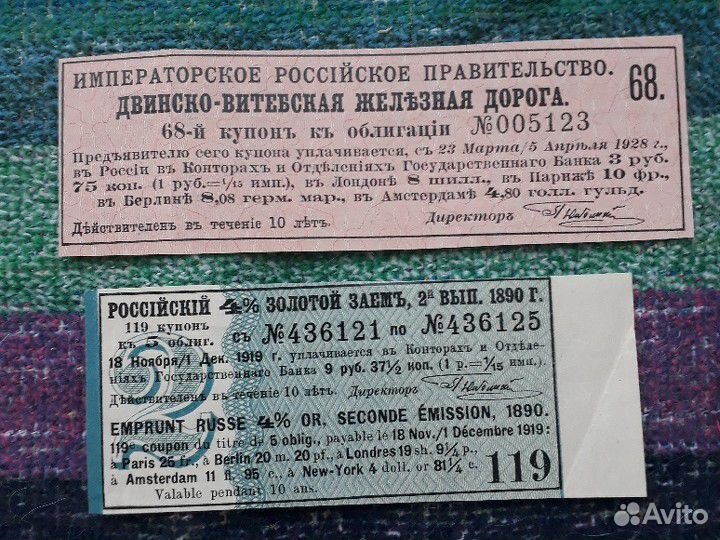 ИМПЕРАТОРСКОЕ РОССІЙСКОЕ ПРАВИТЕЛЬСТВО.
68.
ДВИНСКО-ВИТЕБСКАЯ ЖЕЛѢЗНАЯ ДОРОГА.
68-й купонъ къ облигаціи №005123
Предъявителю сего купона уплачивается, съ 23 Марта/5 Апрѣля 1928 г.,
въ Россіи въ Конторахъ и Отдѣленіяхъ Государственнаго Банка 3 руб.
75 коп. (1 руб.=1/15 имп.), въ Лондонѣ 8 шилл., въ Парижѣ 10 фр.,
въ Берлинѣ 8,08 герм. мар., въ Амстердамѣ 4,80 голл. гульд.
Дѣйствителенъ въ теченіе 10 лѣтъ. Директоръ
РОССІЙСКІЙ 4% ЗОЛОТОЙ ЗАЕМЪ, 2й ВЫП. 1890 Г.
119 купонъ
къ 5 облиг. съ №436121 по №436125
18 Ноября/1 Дек. 1919 г. уплачивается въ Конторахъ и Отдѣле-
ніяхъ Государственнаго Банка 9 руб. 37½ коп. (1 р.=1/15 имп.).
Дѣйствителенъ въ теченіе 10 лѣтъ. Директоръ
EMPRUNT RUSSE 4% OR. SECONDE ÉMISSION, 1890.
119e coupon du titre de 5 oblig., payable le 18 Nov./1 Décembre 1919:
à Paris 25 fr., à Berlin 20 m. 20 pf., à Londres 19 sh. 9¼ p.,
à Amsterdam 11 fl. 95 c., à New-York 4 doll. or 81¼ c.
Valable pendant 10 ans.
119
2
Avito